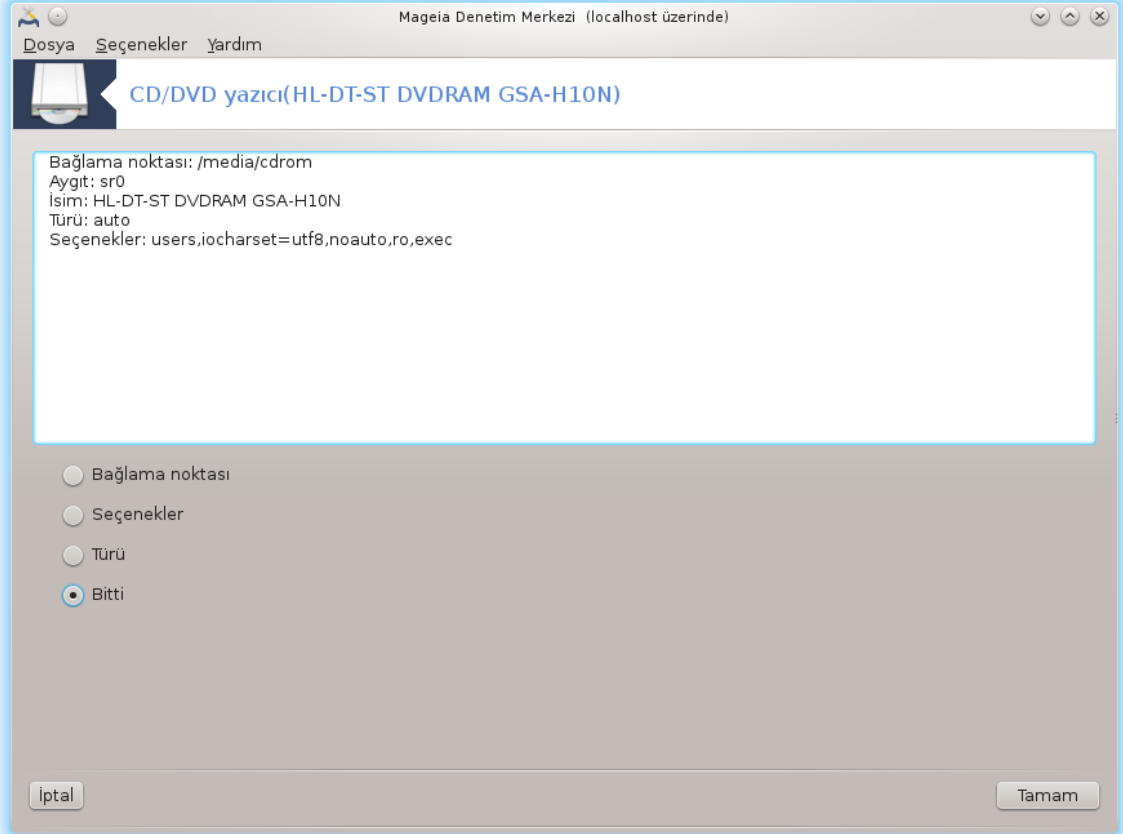 Mageia Denetim Merkezi (localhost üzerinde)
Dosya Seçenekler Yardım
CD/DVD yazıcı(HL-DT-ST DVDRAM GSA-H10N)
Bağlama noktası: /media/cdrom
Aygıt: sr0
İsim: HL-DT-ST DVDRAM GSA-H10N
Türü: auto
Seçenekler: users,iocharset=utf8,noauto,ro,exec
Bağlama noktası
Seçenekler
Türü
Bitti
İptal Tamam